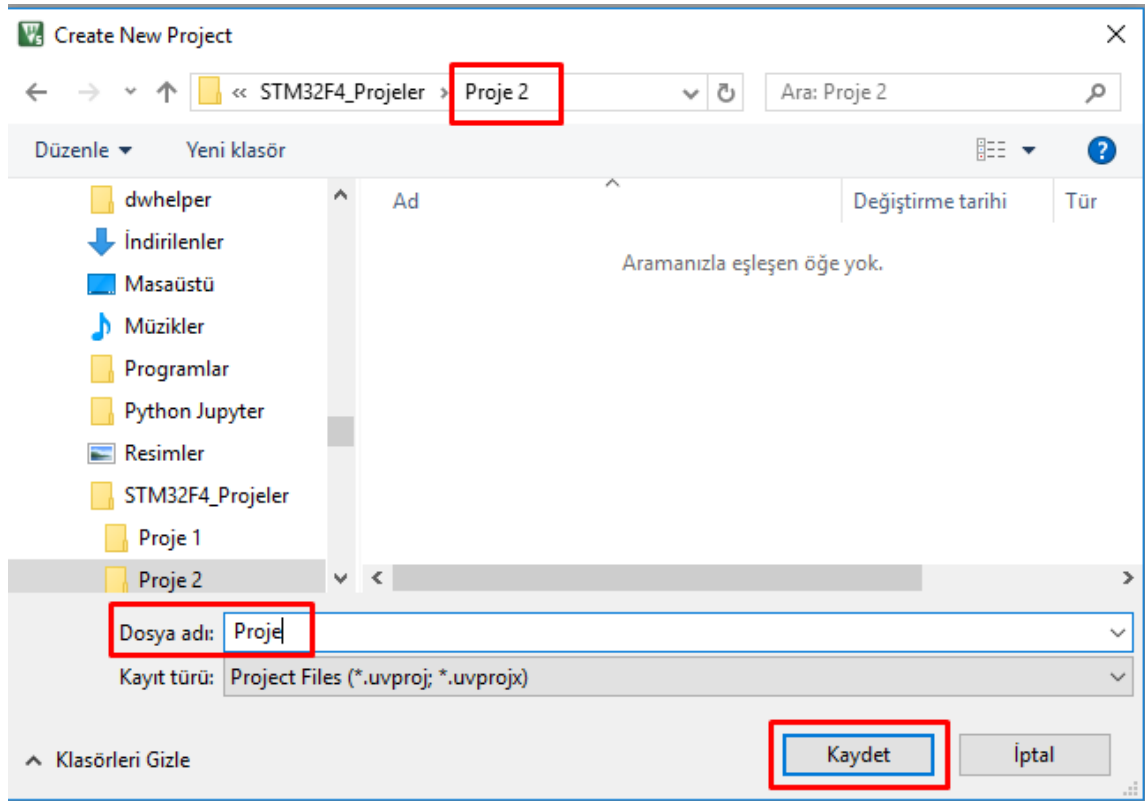 Create New Project
« STM32F4_Projeler > Proje 2
Ara: Proje 2
Düzenle Yeni klasör
dwhelper
İndirilenler
Masaüstü
Müzikler
Programlar
Python Jupyter
Resimler
STM32F4_Projeler
Proje 1
Proje 2
Ad Değiştirme tarihi Tür
Aramanızla eşleşen öğe yok.
Dosya adı: Proje
Kayıt türü: Project Files (*.uvproj; *.uvprojx)
Klasörleri Gizle
Kaydet İptal